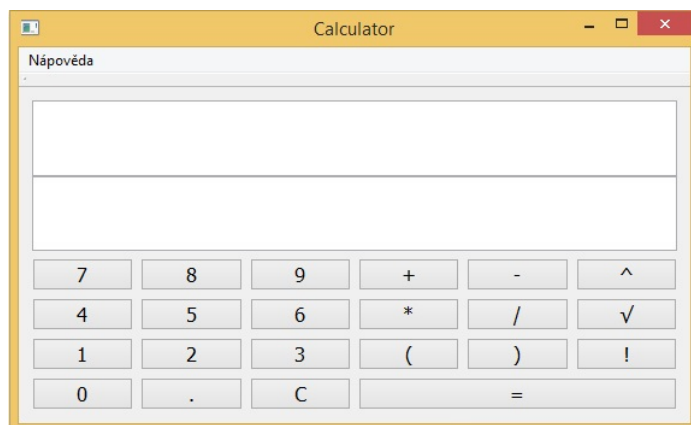 Calculator
Nápověda
7 8 9 + - ^
4 5 6 * / √
1 2 3 ( ) !
0 . C =